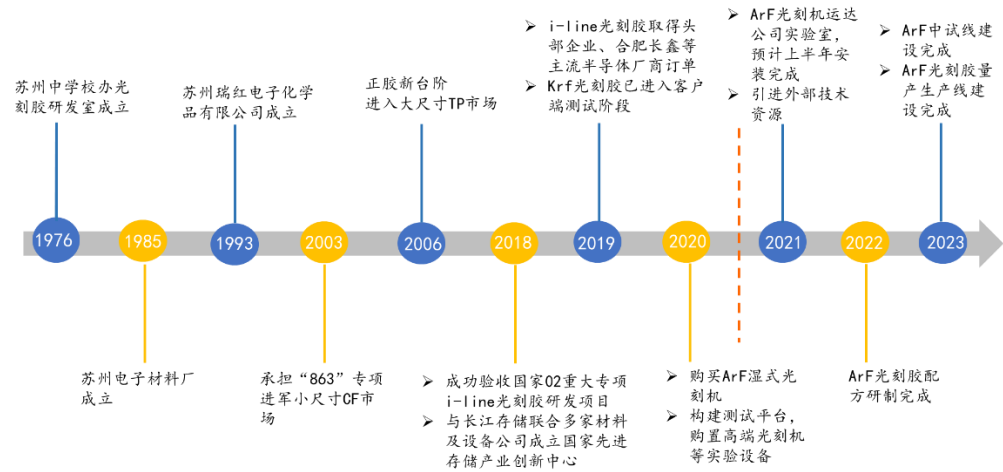 苏州中学校办光
刻胶研发室成立
苏州瑞红电子化学
品有限公司成立
正胶新台阶
进入大尺寸TP市场
➢ i-line光刻胶取得头
部企业、合肥长鑫等
主流半导体厂商订单
➢ Krf光刻胶已进入客户
端测试阶段
➢ ArF光刻机运达
公司实验室，
预计上半年安
装完成
➢ 引进外部技术
资源
➢ ArF中试线建
设完成
➢ ArF光刻胶量
产生产线建
设完成
1976
1985
1993
2003
2006
2018
2019
2020
2021
2022
2023
苏州电子材料厂
成立
承担“863”专项
进军小尺寸CF市
场
➢ 成功验收国家02重大专项
i-line光刻胶研发项目
➢ 与长江存储联合多家材料
及设备公司成立国家先进
存储产业创新中心
➢ 购买ArF湿式光
刻机
➢ 构建测试平台，
购置高端光刻机
等实验设备
ArF光刻胶配
方研制完成